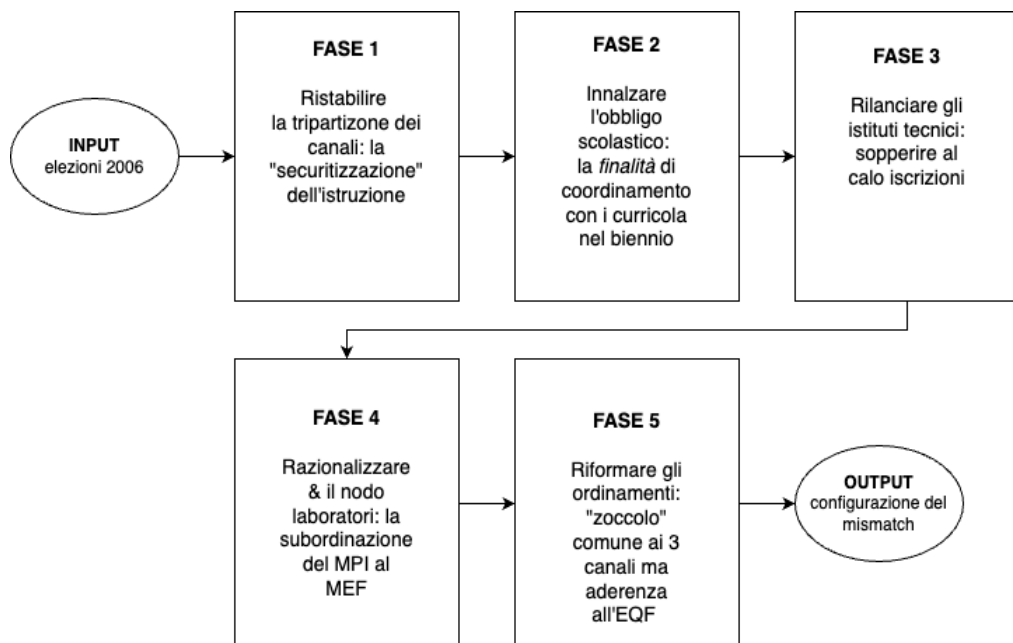 INPUT
elezioni 2006
FASE 1
Ristabilire
la tripartizone dei
canali: la
"securitizzazione"
dell'istruzione
FASE 2
Innalzare
l'obbligo
scolastico:
la finalità di
coordinamento
con i curricola
nel biennio
FASE 3
Rilanciare gli
istituti tecnici:
sopperire al
calo iscrizioni
FASE 4
Razionalizzare
& il nodo
laboratori: la
subordinazione
del MPI al
MEF
FASE 5
Riformare gli
ordinamenti:
"zoccolo"
comune ai 3
canali ma
aderenza
all'EQF
OUTPUT
configurazione del
mismatch